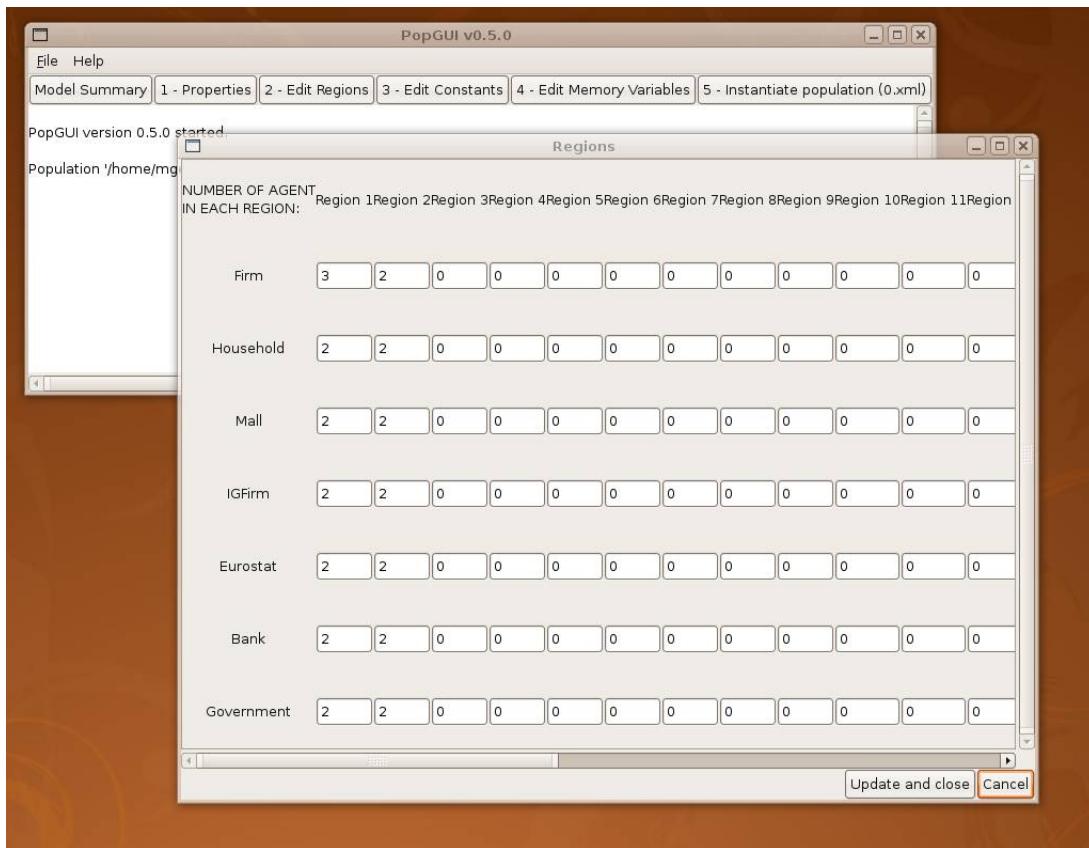 PopGUI v0.5.0
File Help
Model Summary 1 - Properties 2 - Edit Regions 3 - Edit Constants 4 - Edit Memory Variables 5 - Instantiate population (0.xml)
PopGUI version 0.5.0 started.
Population '/home/mg
Regions
NUMBER OF AGENT
IN EACH REGION:
Region 1Region 2Region 3Region 4Region 5Region 6Region 7Region 8Region 9Region 10Region 11Region
Firm 3 2 0 0 0 0 0 0 0 0 0 0
Household 2 2 0 0 0 0 0 0 0 0 0 0
Mall 2 2 0 0 0 0 0 0 0 0 0 0
IGFirm 2 2 0 0 0 0 0 0 0 0 0 0
Eurostat 2 2 0 0 0 0 0 0 0 0 0 0
Bank 2 2 0 0 0 0 0 0 0 0 0 0
Government 2 2 0 0 0 0 0 0 0 0 0 0
Update and close Cancel